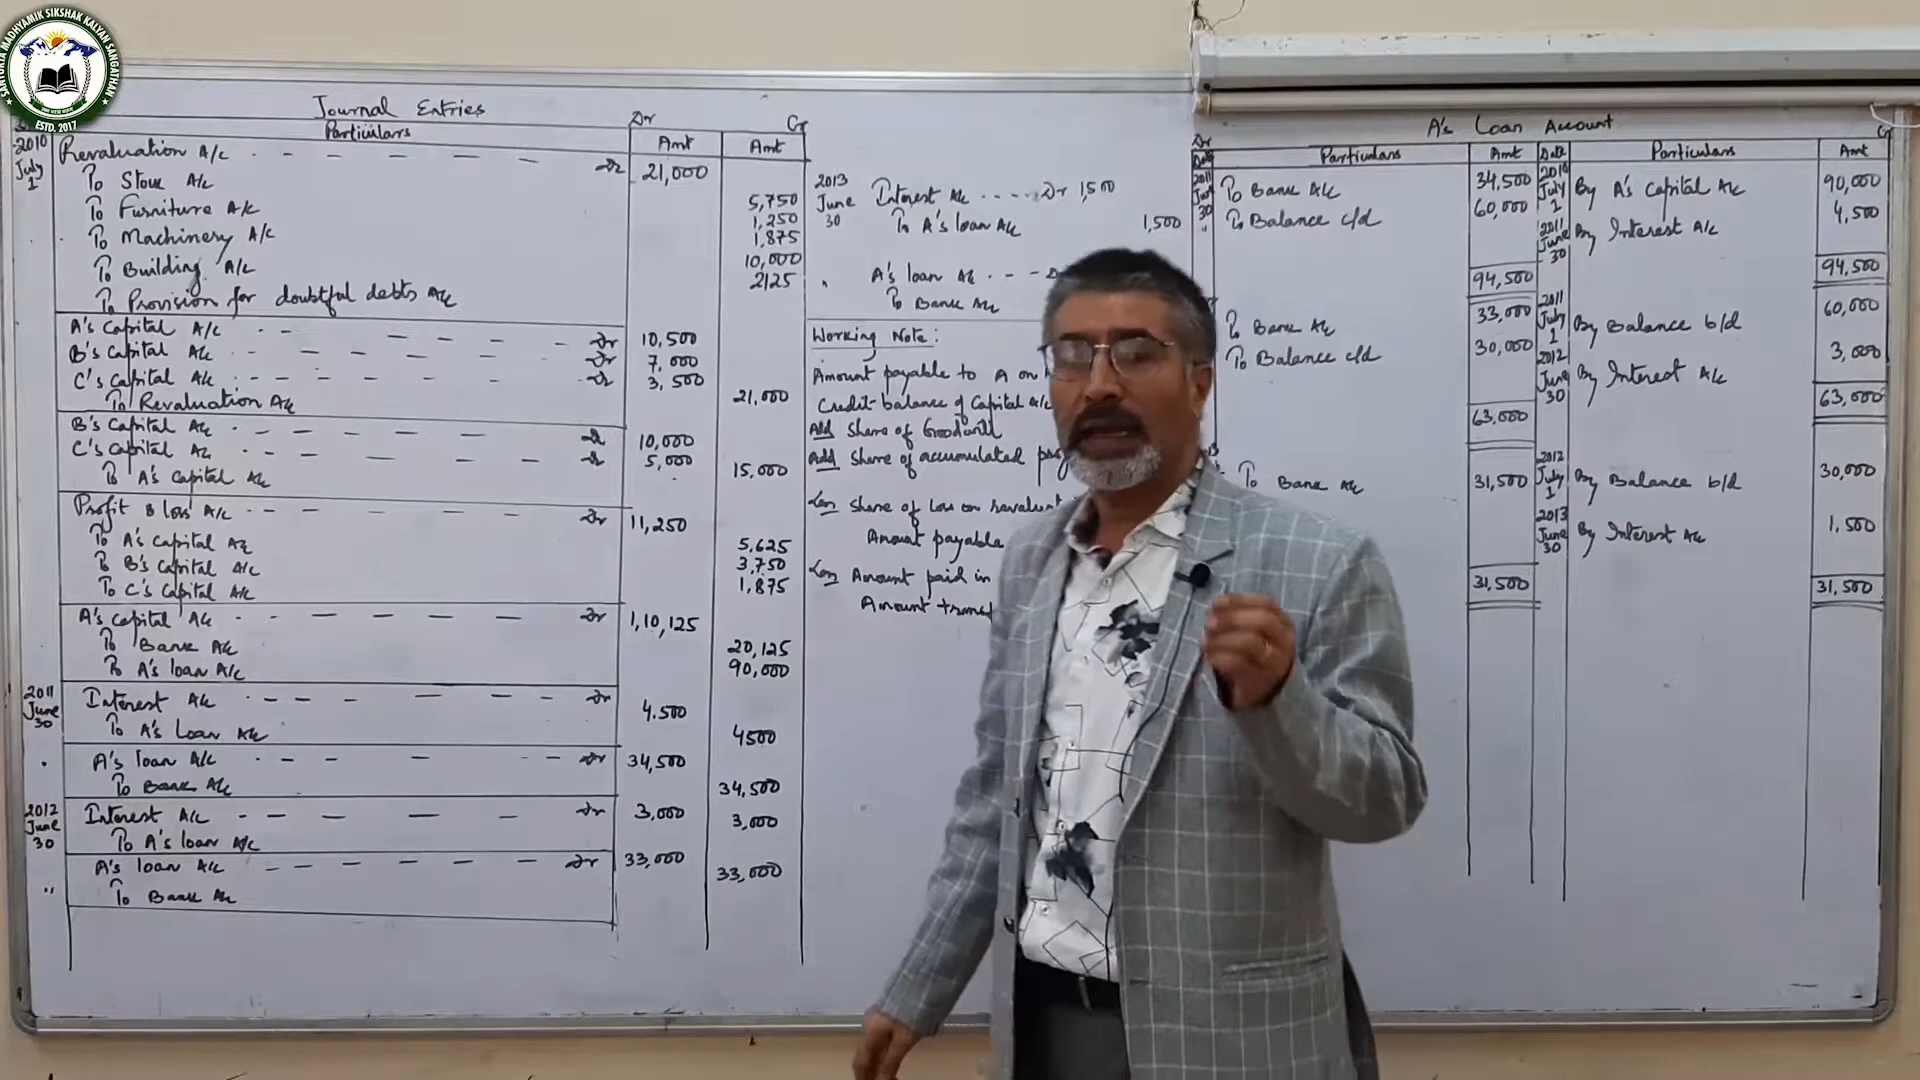 SANYUKTA MADHYAMIK SIKSHAK KALYAN SANGATHAN
ESTD. 2017
Journal Entries
Particulars Dr Amt Cr Amt
2010 July 1 Revaluation A/c Dr 21,000
To Stock A/c 5,750
To Furniture A/c 1,250
To Machinery A/c 1,875
To Building A/c 10,000
To Provision for doubtful debts A/c 2125
A's Capital A/c Dr 10,500
B's Capital A/c Dr 7,000
C's Capital A/c Dr 3,500
To Revaluation A/c 21,000
B's Capital A/c Dr 10,000
C's Capital A/c Dr 5,000
To A's Capital A/c 15,000
Profit & loss A/c Dr 11,250
To A's Capital A/c 5,625
To B's Capital A/c 3,750
To C's Capital A/c 1,875
A's Capital A/c Dr 1,10,125
To Bank A/c 20,125
To A's loan A/c 90,000
2011 June 30 Interest A/c Dr 4,500
To A's Loan A/c 4500
" A's loan A/c Dr 34,500
To Bank A/c 34,500
2012 June 30 Interest A/c Dr 3,000
To A's loan A/c 3,000
" A's loan A/c Dr 33,000
To Bank A/c 33,000
2013 June 30 Interest A/c Dr 1,500
To A's loan A/c 1,500
" A's loan A/c
To Bank A/c
Working Note:
Amount payable to A on
Credit balance of Capital A/c
Add Share of Goodwill
Add Share of accumulated
Less Share of Loss on
Amount payable
Less Amount paid in
Amount
A's Loan Account
Dr Cr
Date Particulars Amt Date Particulars Amt
2011 June 30 To Bank A/c 34,500 2010 July 1 By A's Capital A/c 90,000
" To Balance c/d 60,000 2011 June 30 By Interest A/c 4,500
94,500 94,500
To Bank A/c 33,000 2011 July 1 By Balance b/d 60,000
To Balance c/d 30,000 2012 June 30 By Interest A/c 3,000
63,000 63,000
To Bank A/c 31,500 2012 July 1 By Balance b/d 30,000
2013 June 30 By Interest A/c 1,500
31,500 31,500